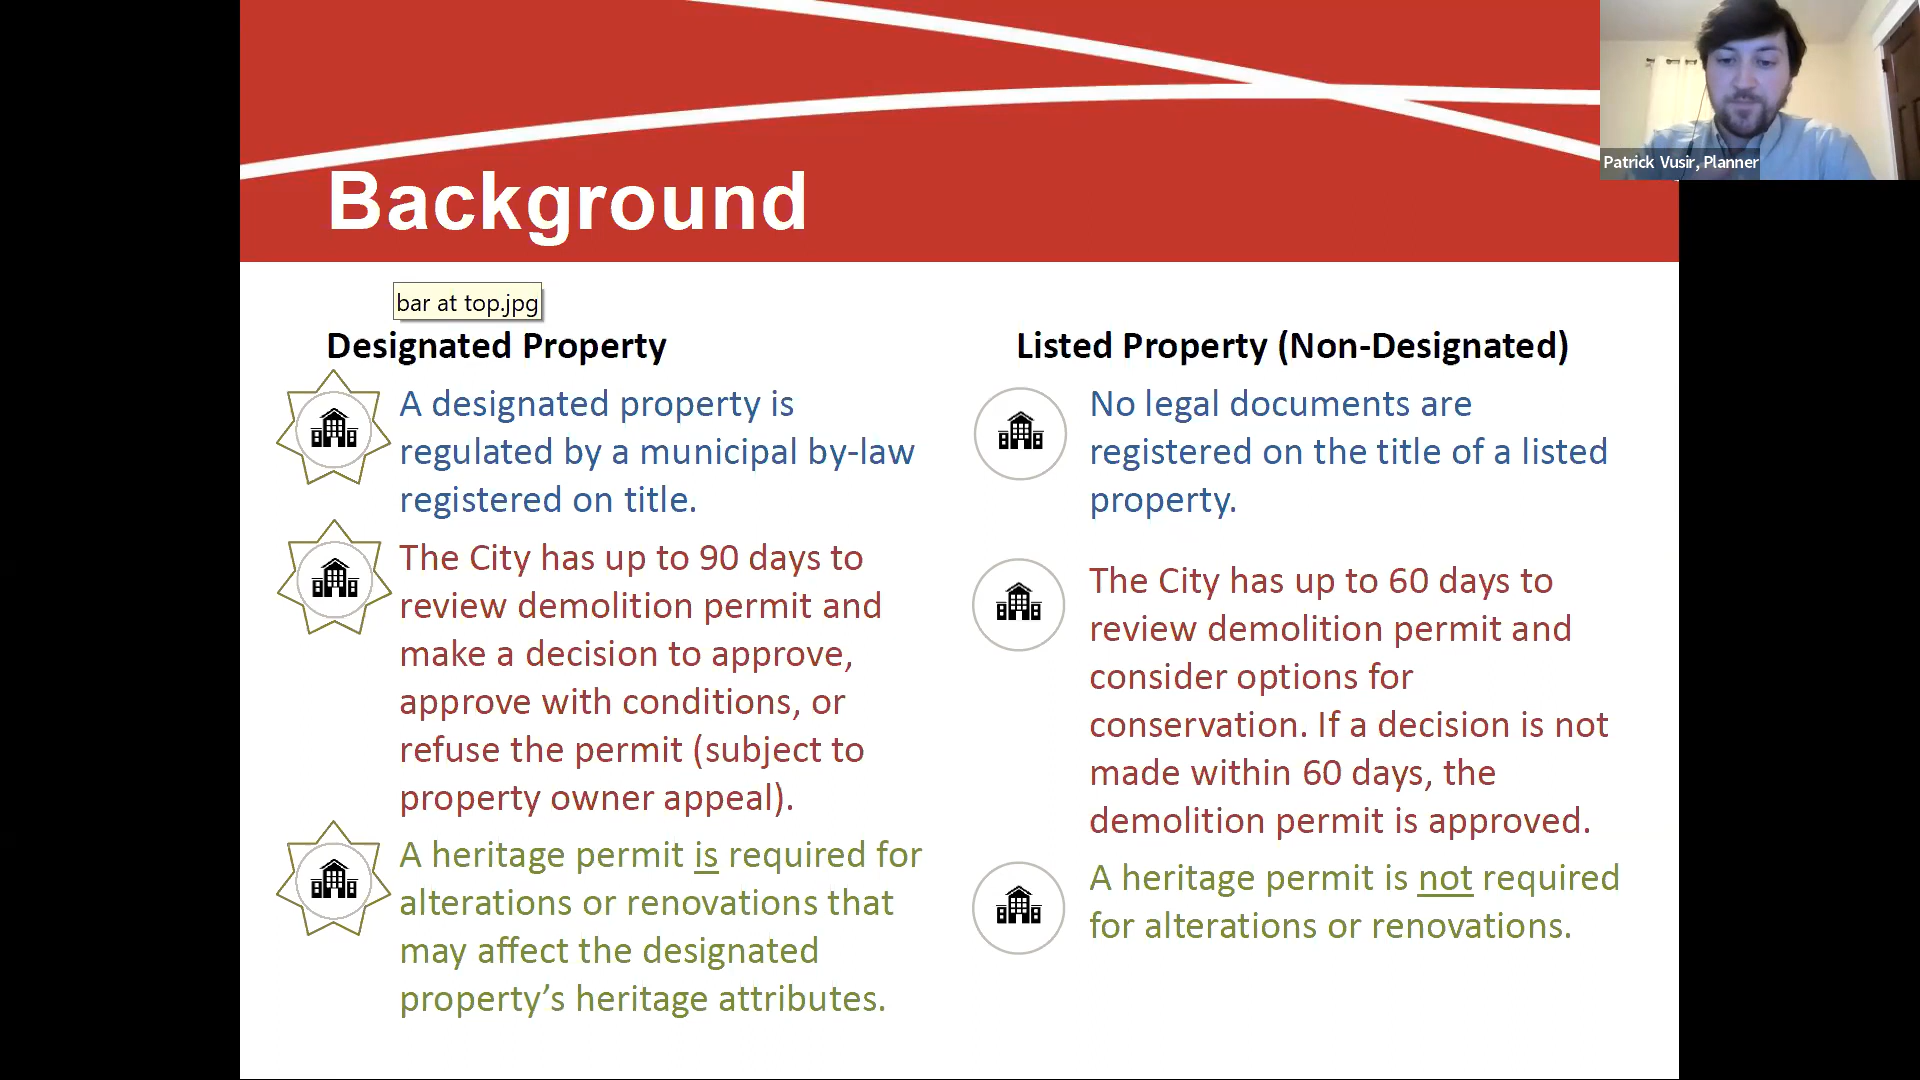 Patrick Vusir, Planner
Background
bar at top.jpg
Designated Property
A designated property is
regulated by a municipal by-law
registered on title.
The City has up to 90 days to
review demolition permit and
make a decision to approve,
approve with conditions, or
refuse the permit (subject to
property owner appeal).
A heritage permit is required for
alterations or renovations that
may affect the designated
property’s heritage attributes.
Listed Property (Non-Designated)
No legal documents are
registered on the title of a listed
property.
The City has up to 60 days to
review demolition permit and
consider options for
conservation. If a decision is not
made within 60 days, the
demolition permit is approved.
A heritage permit is not required
for alterations or renovations.